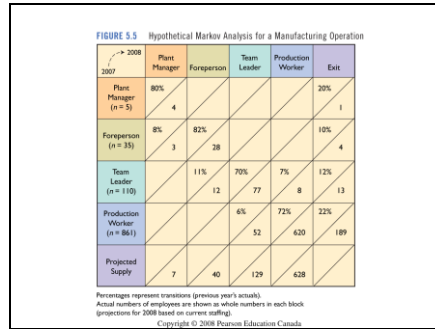 FIGURE 5.5 Hypothetical Markov Analysis for a Manufacturing Operation
2007 → 2008 Plant Manager Foreperson Team Leader Production Worker Exit
Plant Manager (n = 5) 80% 4 20% 1
Foreperson (n = 35) 8% 3 82% 28 10% 4
Team Leader (n = 110) 11% 12 70% 77 7% 8 12% 13
Production Worker (n = 861) 6% 52 72% 620 22% 189
Projected Supply 7 40 129 628
Percentages represent transitions (previous year's actuals).
Actual numbers of employees are shown as whole numbers in each block
(projections for 2008 based on current staffing).
Copyright © 2008 Pearson Education Canada